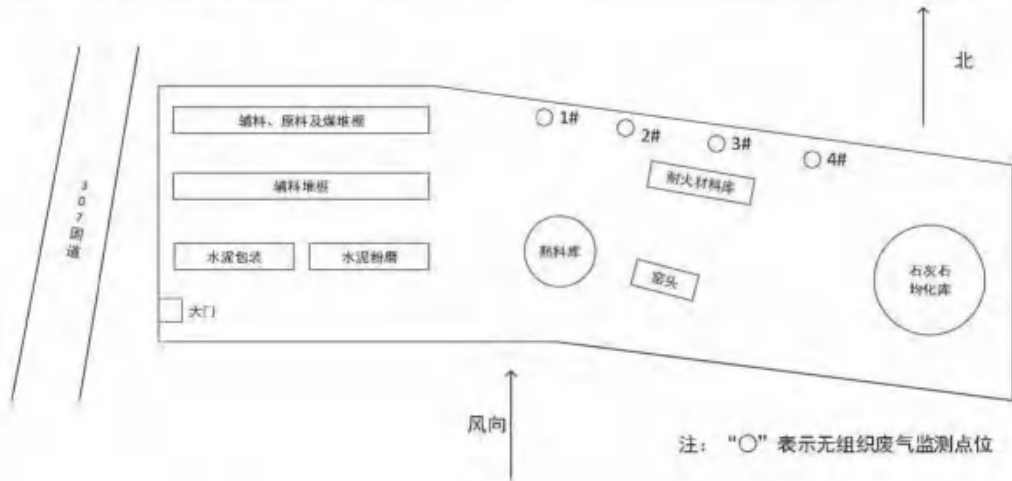 北
1#
2#
3#
4#
辅料、原料及煤堆棚
耐火材料库
辅料堆棚
307国道
水泥包装
水泥粉磨
熟料库
窑头
石灰石
均化库
大门
风向
注：“○”表示无组织废气监测点位